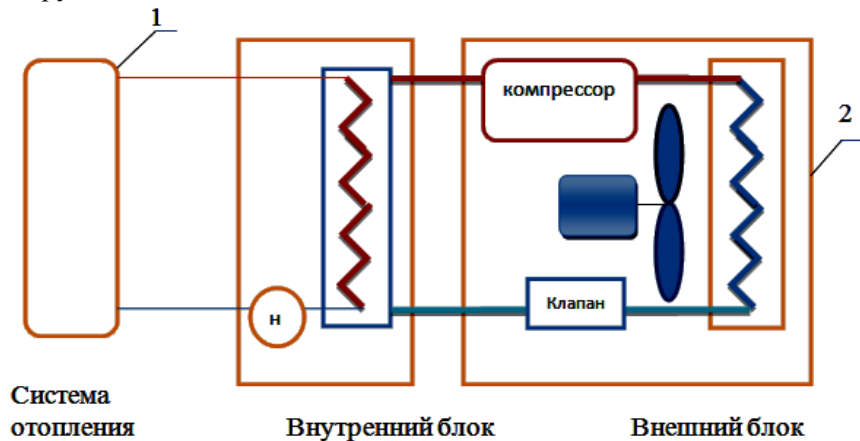 1
компрессор
2
Клапан
н
Система
отопления
Внутренний блок
Внешний блок